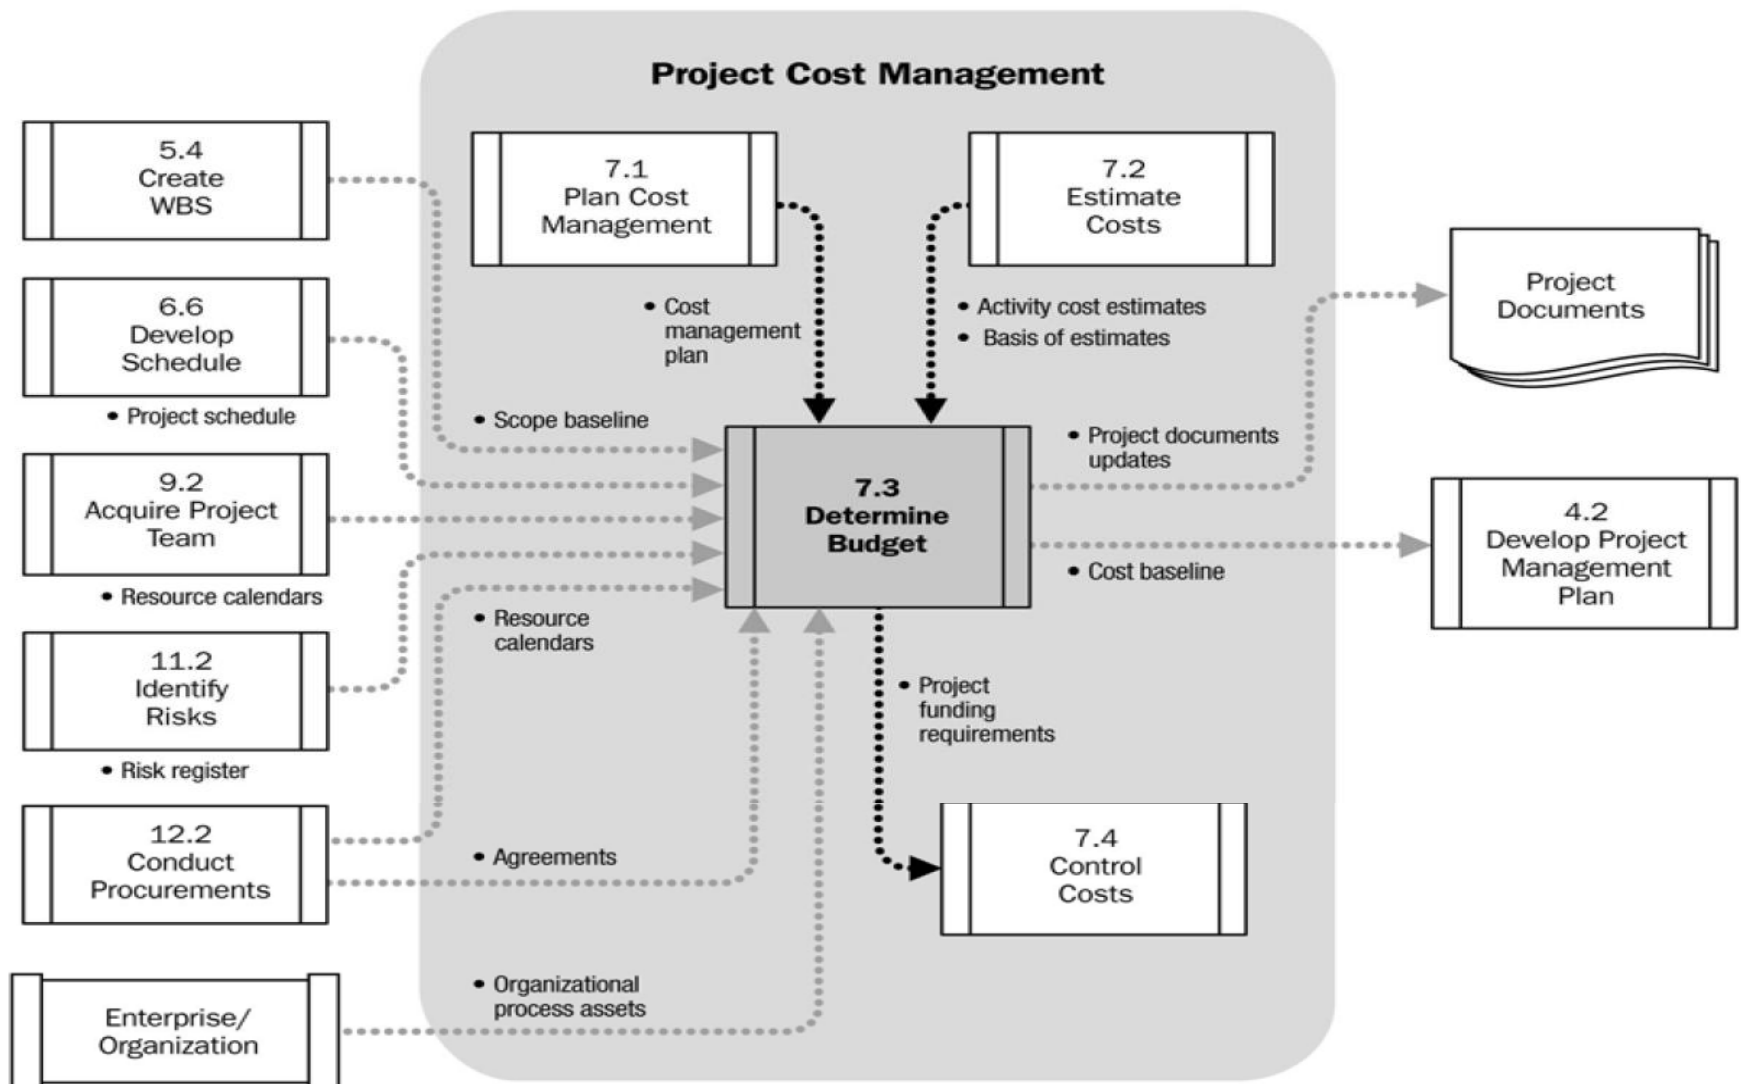 Project Cost Management
5.4
Create
WBS
7.1
Plan Cost
Management
7.2
Estimate
Costs
6.6
Develop
Schedule
• Project schedule
• Cost
management
plan
• Activity cost estimates
• Basis of estimates
Project
Documents
• Scope baseline
9.2
Acquire Project
Team
• Resource calendars
7.3
Determine
Budget
• Project documents
updates
• Cost baseline
4.2
Develop Project
Management
Plan
11.2
Identify
Risks
• Risk register
• Resource
calendars
• Project
funding
requirements
12.2
Conduct
Procurements
• Agreements
7.4
Control
Costs
Enterprise/
Organization
• Organizational
process assets